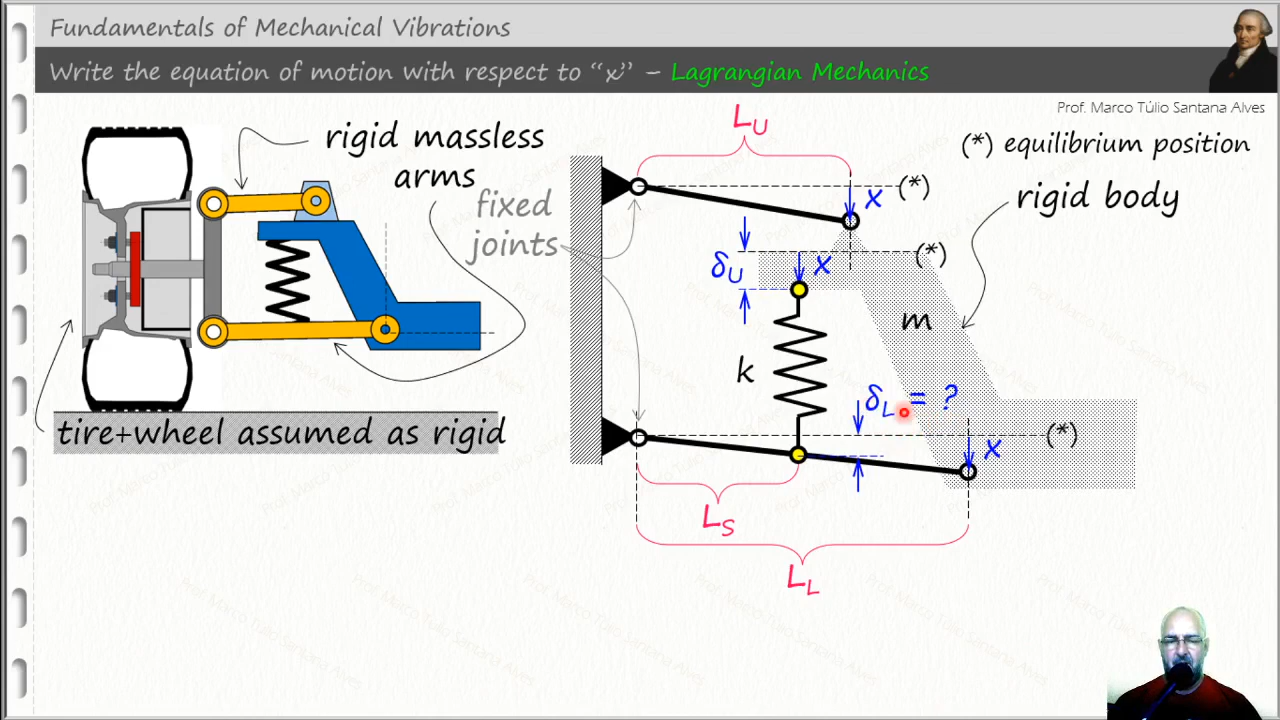 Fundamentals of Mechanical Vibrations
Write the equation of motion with respect to “x” – Lagrangian Mechanics
Prof. Marco Túlio Santana Alves
rigid massless
arms
tire+wheel assumed as rigid
fixed
joints
L_U
(*) equilibrium position
rigid body
x
(*)
δ_U
x
(*)
m
k
δ_L = ?
(*)
x
L_S
L_L